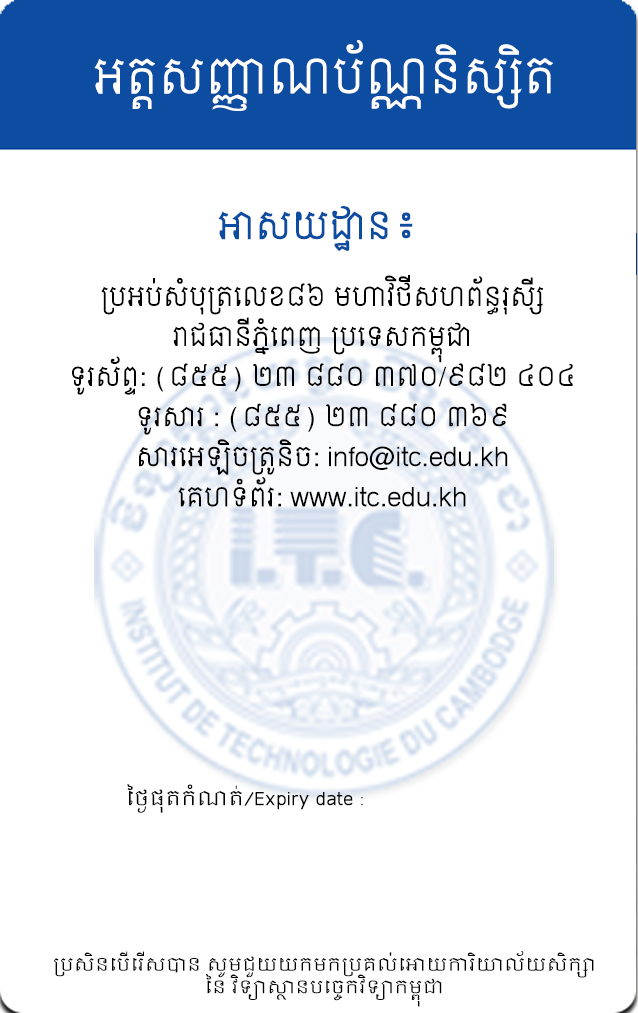 អត្តសញ្ញាណប័ណ្ណនិស្សិត
អាសយដ្ឋាន៖
ប្រអប់សំបុត្រលេខ៨៦ មហាវិថីសហព័ន្ធរុស្សី
រាជធានីភ្នំពេញ ប្រទេសកម្ពុជា
ទូរស័ព្ទ: (៨៥៥) ២៣ ៨៨០ ៣៧០/៩៨២ ៤០៤
ទូរសារ : (៨៥៥) ២៣ ៨៨០ ៣៦៩
សារអេឡិចត្រូនិច: info@itc.edu.kh
គេហទំព័រ: www.itc.edu.kh
I.T.C.
INSTITUT DE TECHNOLOGIE DU CAMBODGE
ថ្ងៃផុតកំណត់/Expiry date :
ប្រសិនបើរើសបាន សូមជួយយកមកប្រគល់អោយការិយាល័យសិក្សា
នៃ វិទ្យាស្ថានបច្ចេកវិទ្យាកម្ពុជា